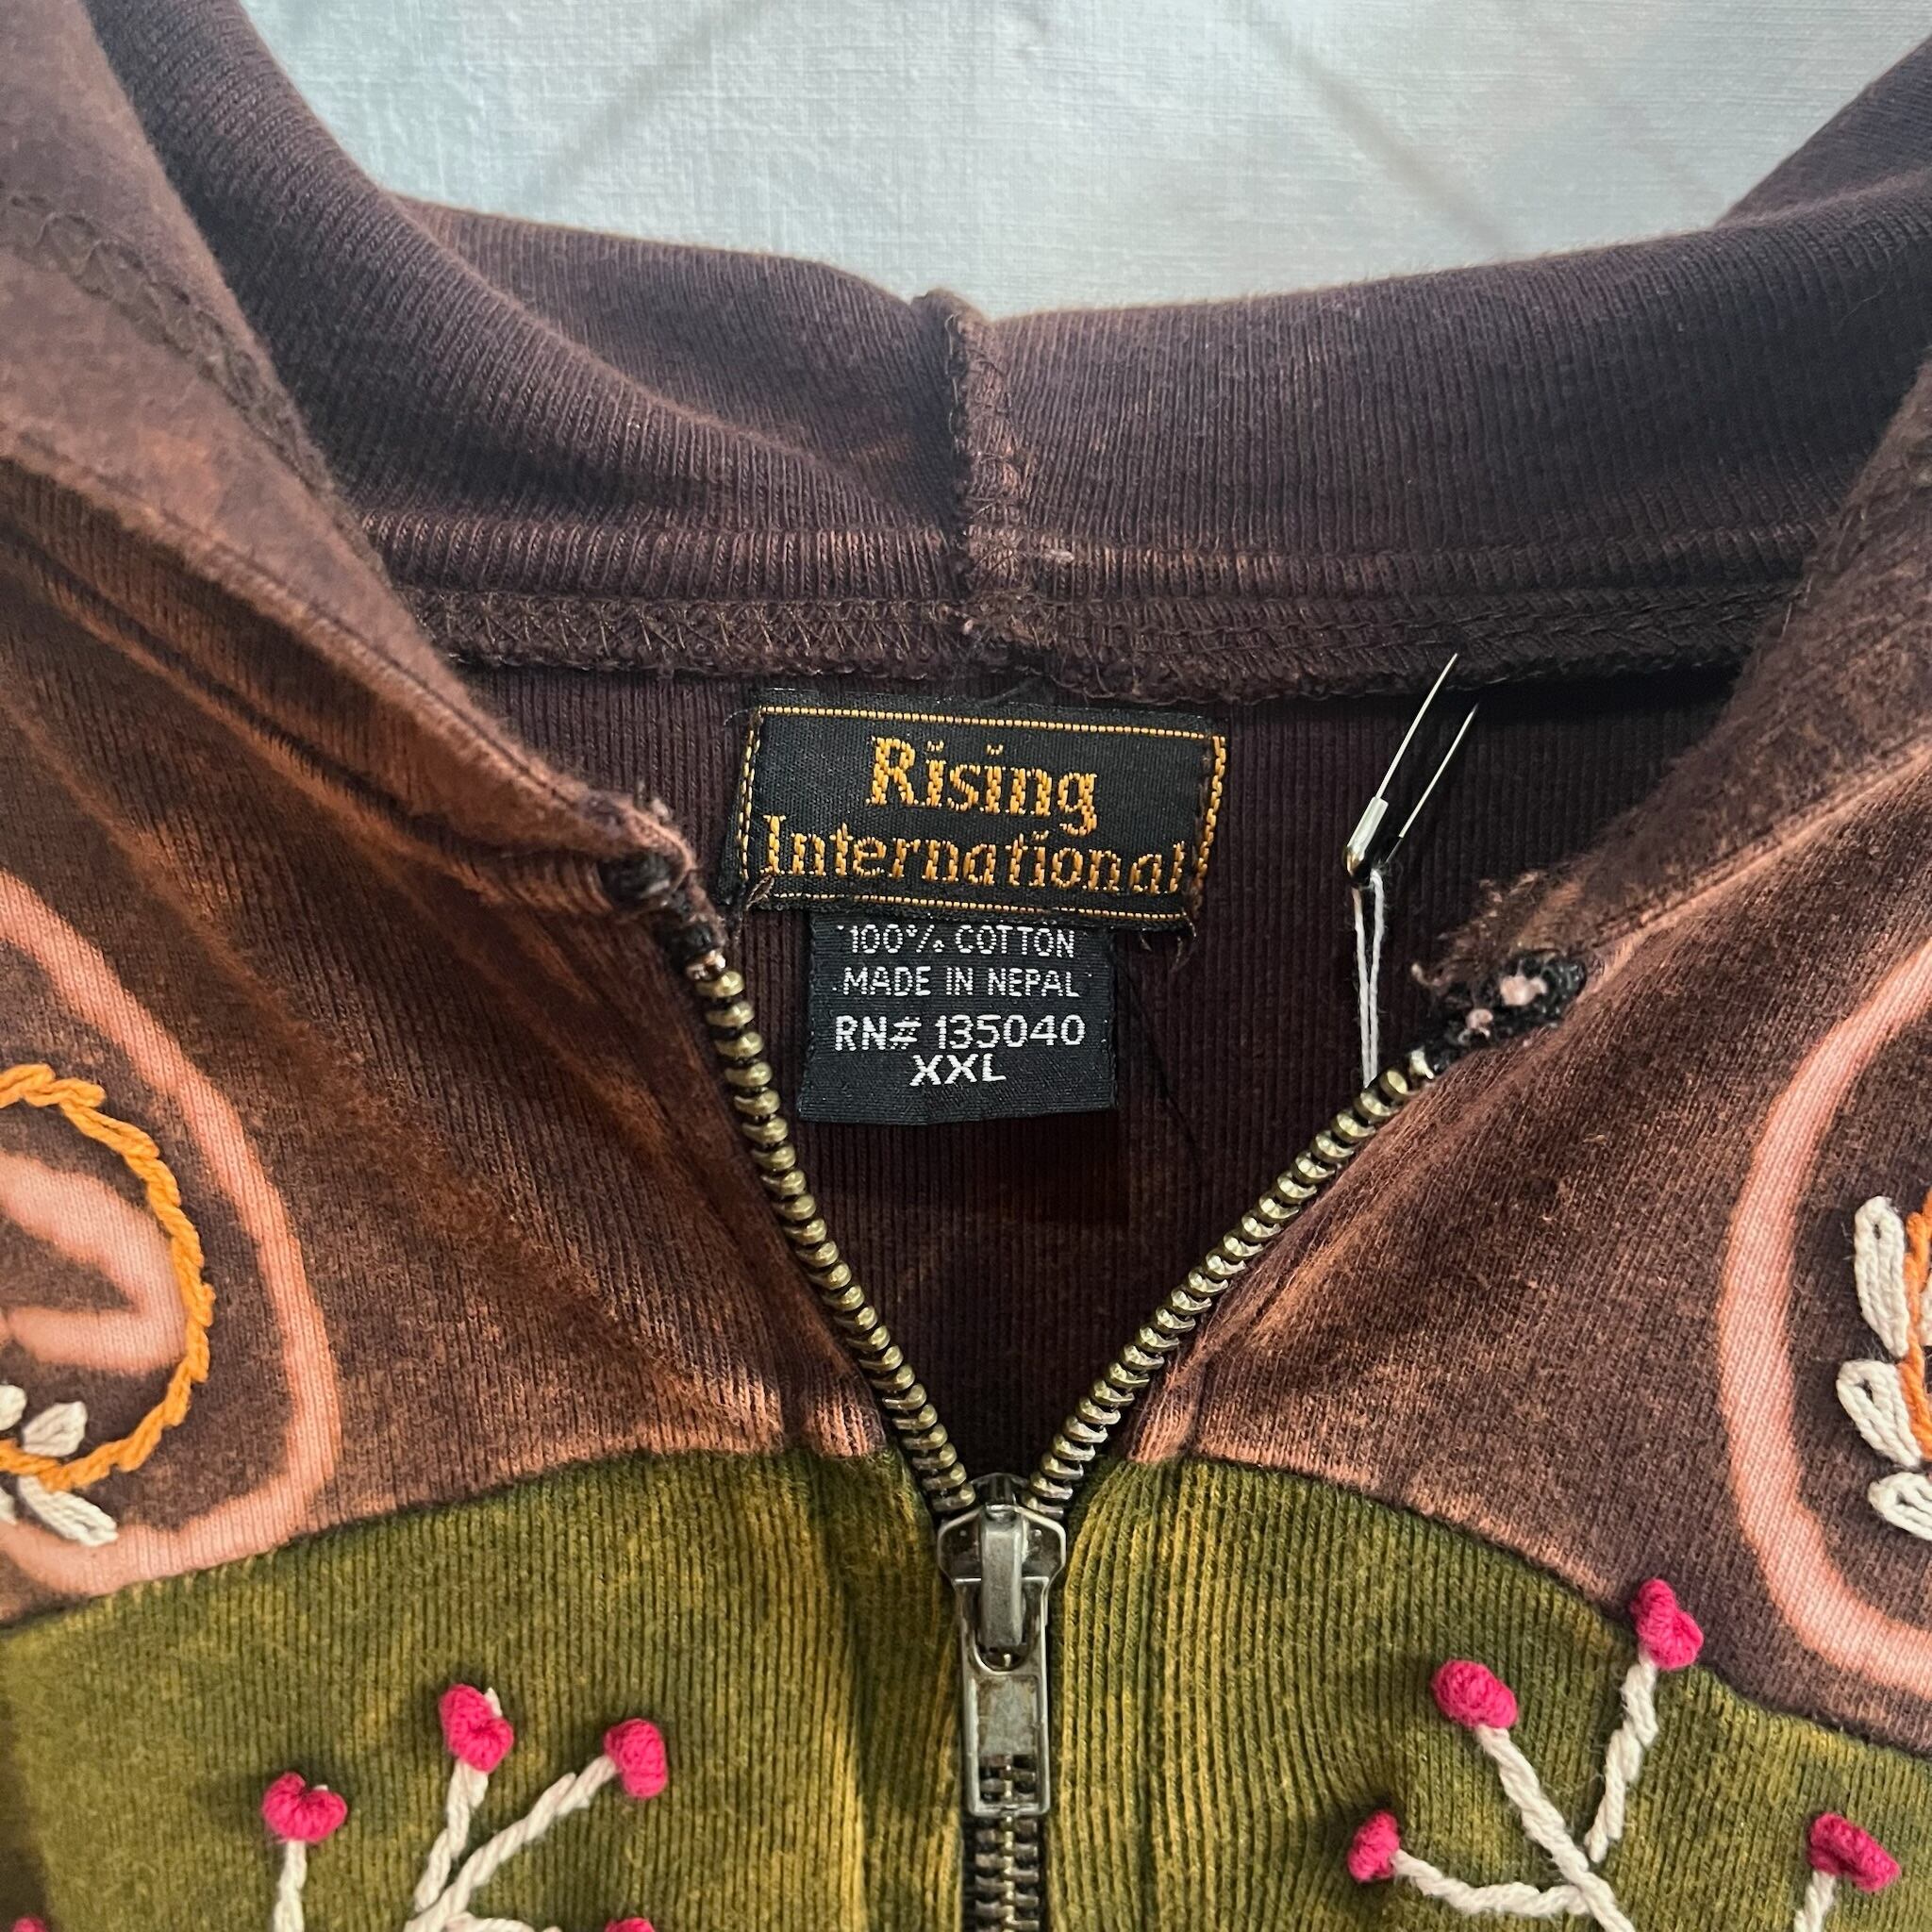 Rising
International
100% COTTON
MADE IN NEPAL
RN# 135040
XXL